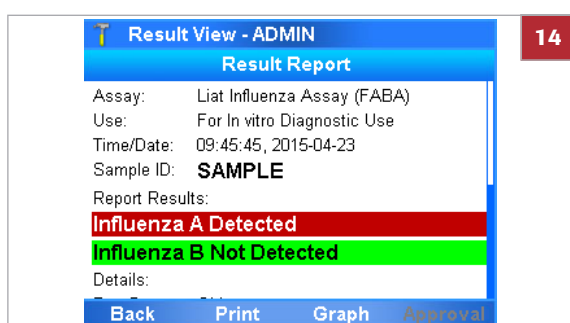 Result View - ADMIN
14
Result Report
Assay: Liat Influenza Assay (FABA)
Use: For In vitro Diagnostic Use
Time/Date: 09:45:45, 2015-04-23
Sample ID: SAMPLE
Report Results:
Influenza A Detected
Influenza B Not Detected
Details:
Back Print Graph Approval